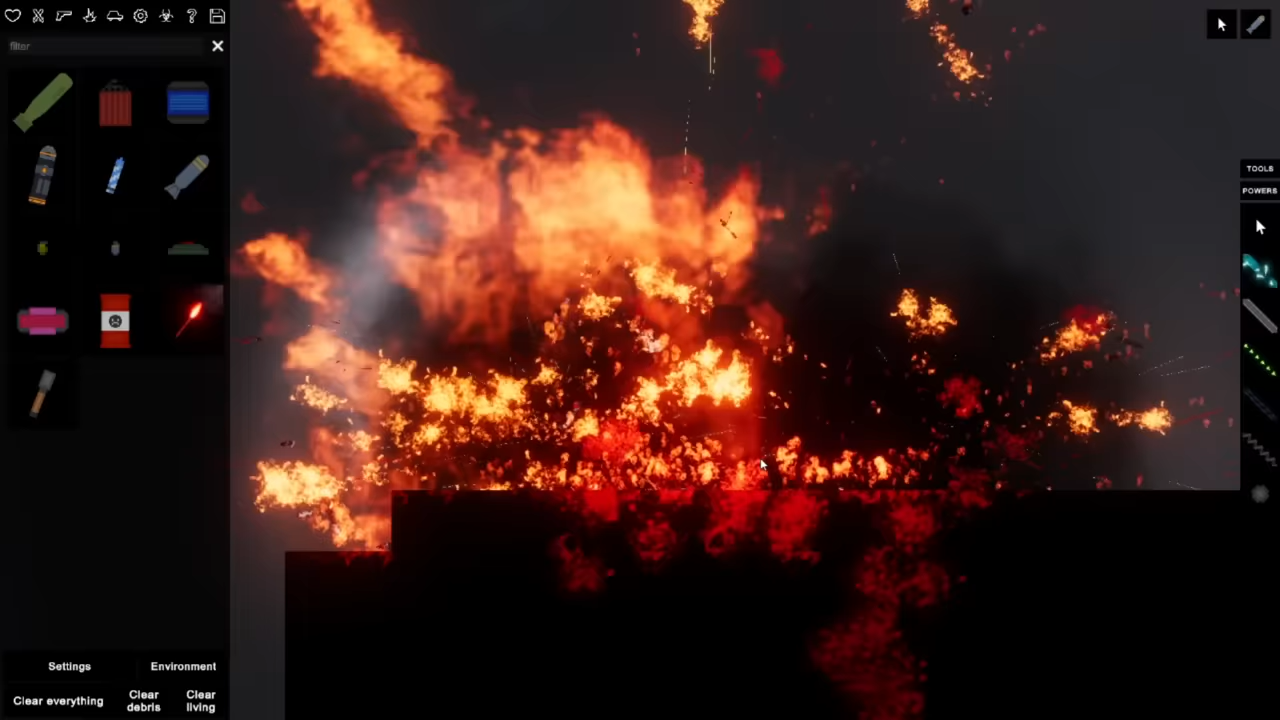 filter
TOOLS
POWERS
Settings
Environment
Clear everything
Clear debris
Clear living